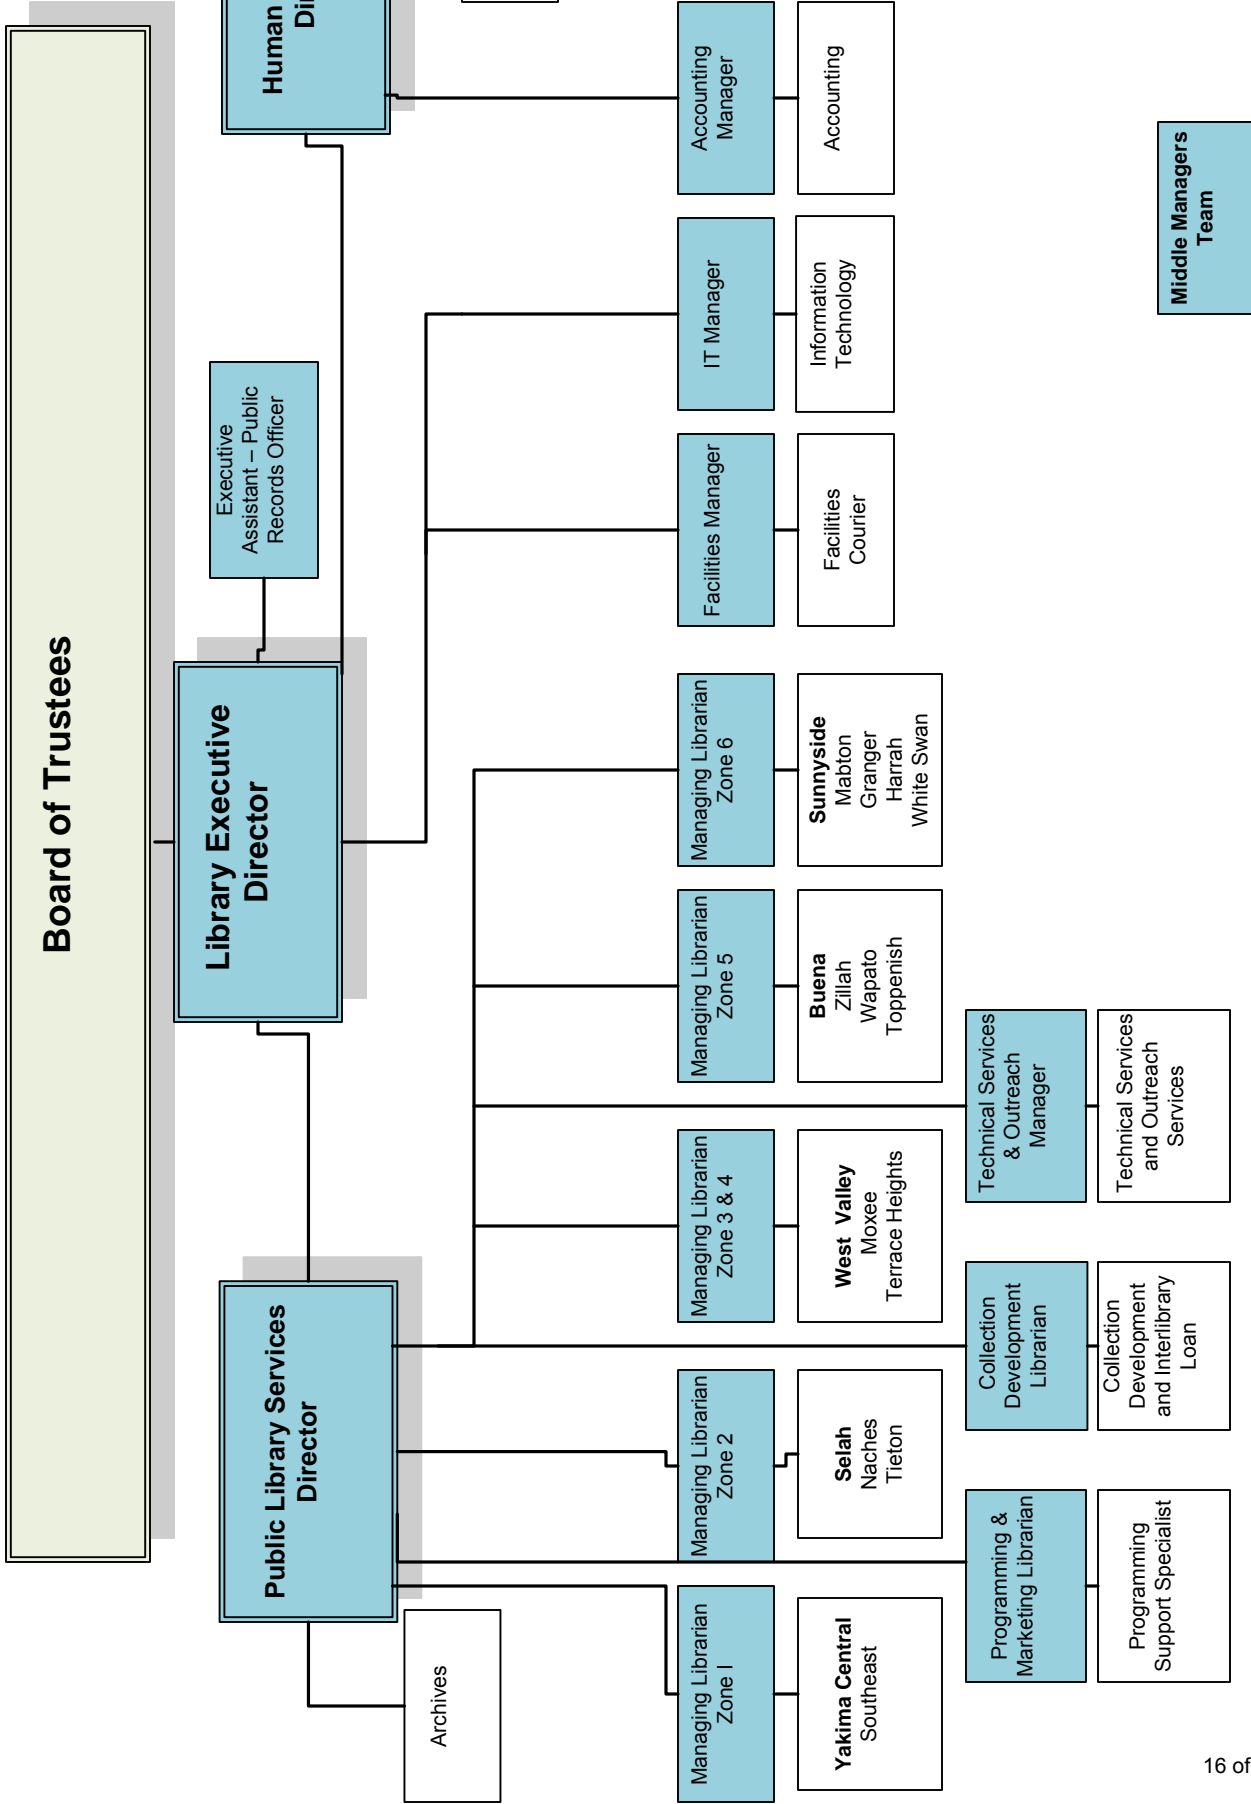 Board of Trustees
Library Executive
Director
Executive
Assistant – Public
Records Officer
Human
Public Library Services
Director
Archives
Managing Librarian
Zone I
Yakima Central
Southeast
Managing Librarian
Zone 2
Selah
Naches
Tieton
Managing Librarian
Zone 3 & 4
West Valley
Moxee
Terrace Heights
Managing Librarian
Zone 5
Buena
Zillah
Wapato
Toppenish
Managing Librarian
Zone 6
Sunnyside
Mabton
Granger
Harrah
White Swan
Facilities Manager
Facilities
Courier
IT Manager
Information
Technology
Accounting
Manager
Accounting
Programming &
Marketing Librarian
Programming
Support Specialist
Collection
Development
Librarian
Collection
Development
and Interlibrary
Loan
Technical Services
& Outreach
Manager
Technical Services
and Outreach
Services
Middle Managers
Team
16 of